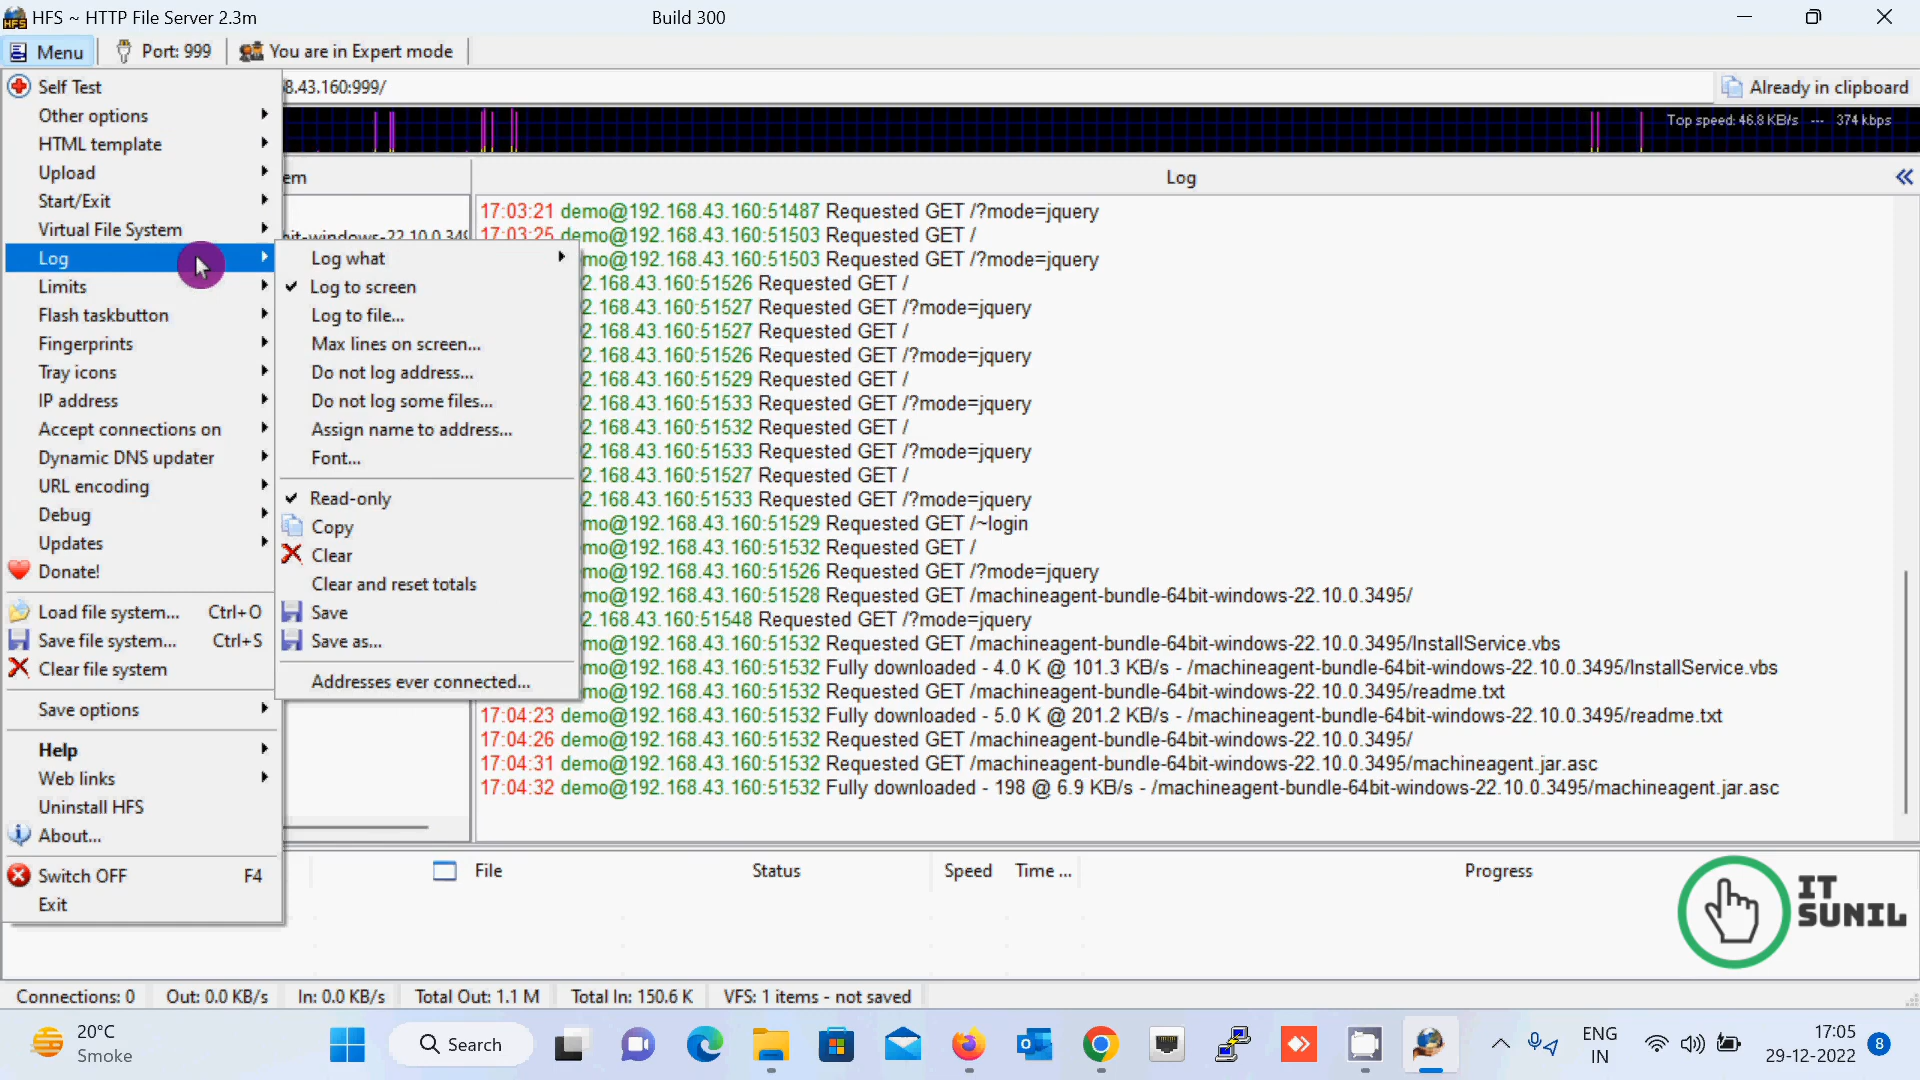 HFS ~ HTTP File Server 2.3m
Build 300
Menu
Port: 999
You are in Expert mode
8.43.160:999/
Already in clipboard
Top speed: 46.8 KB/s --- 374 kbps
Self Test
Other options
HTML template
Upload
Start/Exit
Virtual File System
Log
Limits
Flash taskbutton
Fingerprints
Tray icons
IP address
Accept connections on
Dynamic DNS updater
URL encoding
Debug
Updates
Donate!
Load file system... Ctrl+O
Save file system... Ctrl+S
Clear file system
Save options
Help
Web links
Uninstall HFS
About...
Switch OFF F4
Exit
em
Log what
Log to screen
Log to file...
Max lines on screen...
Do not log address...
Do not log some files...
Assign name to address...
Font...
Read-only
Copy
Clear
Clear and reset totals
Save
Save as...
Addresses ever connected...
Log
17:03:21 demo@192.168.43.160:51487 Requested GET /?mode=jquery
17:03:25 demo@192.168.43.160:51503 Requested GET /
mo@192.168.43.160:51503 Requested GET /?mode=jquery
2.168.43.160:51526 Requested GET /
2.168.43.160:51527 Requested GET /?mode=jquery
2.168.43.160:51527 Requested GET /
2.168.43.160:51526 Requested GET /?mode=jquery
2.168.43.160:51529 Requested GET /
2.168.43.160:51533 Requested GET /?mode=jquery
2.168.43.160:51532 Requested GET /
2.168.43.160:51533 Requested GET /?mode=jquery
2.168.43.160:51527 Requested GET /
2.168.43.160:51533 Requested GET /?mode=jquery
mo@192.168.43.160:51529 Requested GET /~login
mo@192.168.43.160:51532 Requested GET /
mo@192.168.43.160:51526 Requested GET /?mode=jquery
mo@192.168.43.160:51528 Requested GET /machineagent-bundle-64bit-windows-22.10.0.3495/
2.168.43.160:51548 Requested GET /?mode=jquery
mo@192.168.43.160:51532 Requested GET /machineagent-bundle-64bit-windows-22.10.0.3495/InstallService.vbs
mo@192.168.43.160:51532 Fully downloaded - 4.0 K @ 101.3 KB/s - /machineagent-bundle-64bit-windows-22.10.0.3495/InstallService.vbs
mo@192.168.43.160:51532 Requested GET /machineagent-bundle-64bit-windows-22.10.0.3495/readme.txt
17:04:23 demo@192.168.43.160:51532 Fully downloaded - 5.0 K @ 201.2 KB/s - /machineagent-bundle-64bit-windows-22.10.0.3495/readme.txt
17:04:26 demo@192.168.43.160:51532 Requested GET /machineagent-bundle-64bit-windows-22.10.0.3495/
17:04:31 demo@192.168.43.160:51532 Requested GET /machineagent-bundle-64bit-windows-22.10.0.3495/machineagent.jar.asc
17:04:32 demo@192.168.43.160:51532 Fully downloaded - 198 @ 6.9 KB/s - /machineagent-bundle-64bit-windows-22.10.0.3495/machineagent.jar.asc
File
Status
Speed
Time ...
Progress
IT
SUNIL
Connections: 0
Out: 0.0 KB/s
In: 0.0 KB/s
Total Out: 1.1 M
Total In: 150.6 K
VFS: 1 items - not saved
20°C
Smoke
Search
ENG
IN
17:05
29-12-2022
8